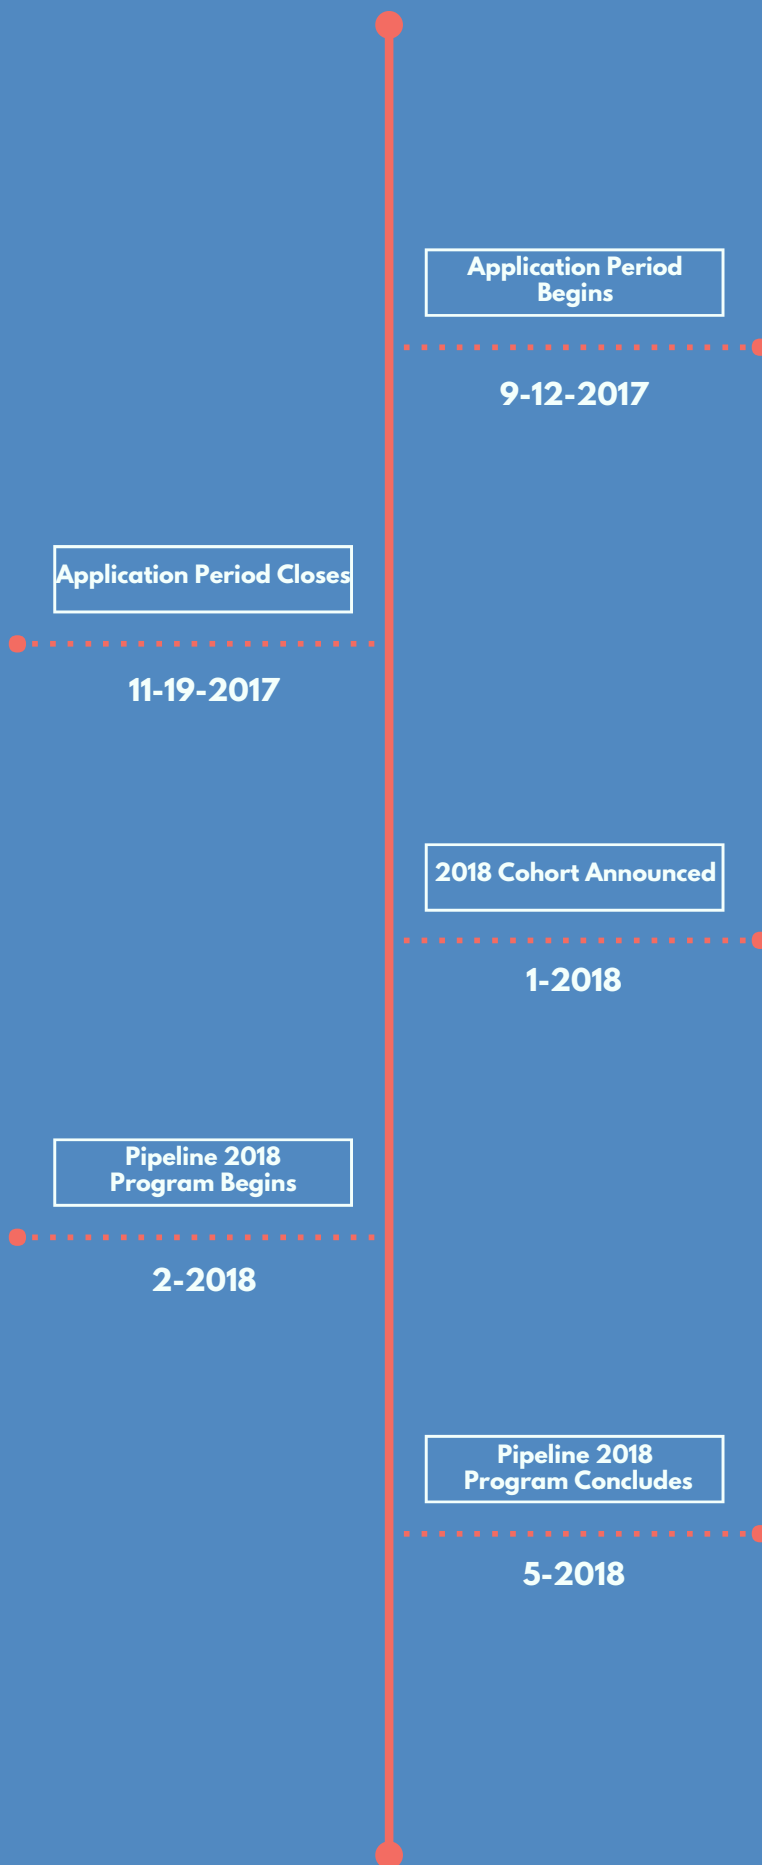 Application Period
Begins
9-12-2017
Application Period Closes
11-19-2017
2018 Cohort Announced
1-2018
Pipeline 2018
Program Begins
2-2018
Pipeline 2018
Program Concludes
5-2018